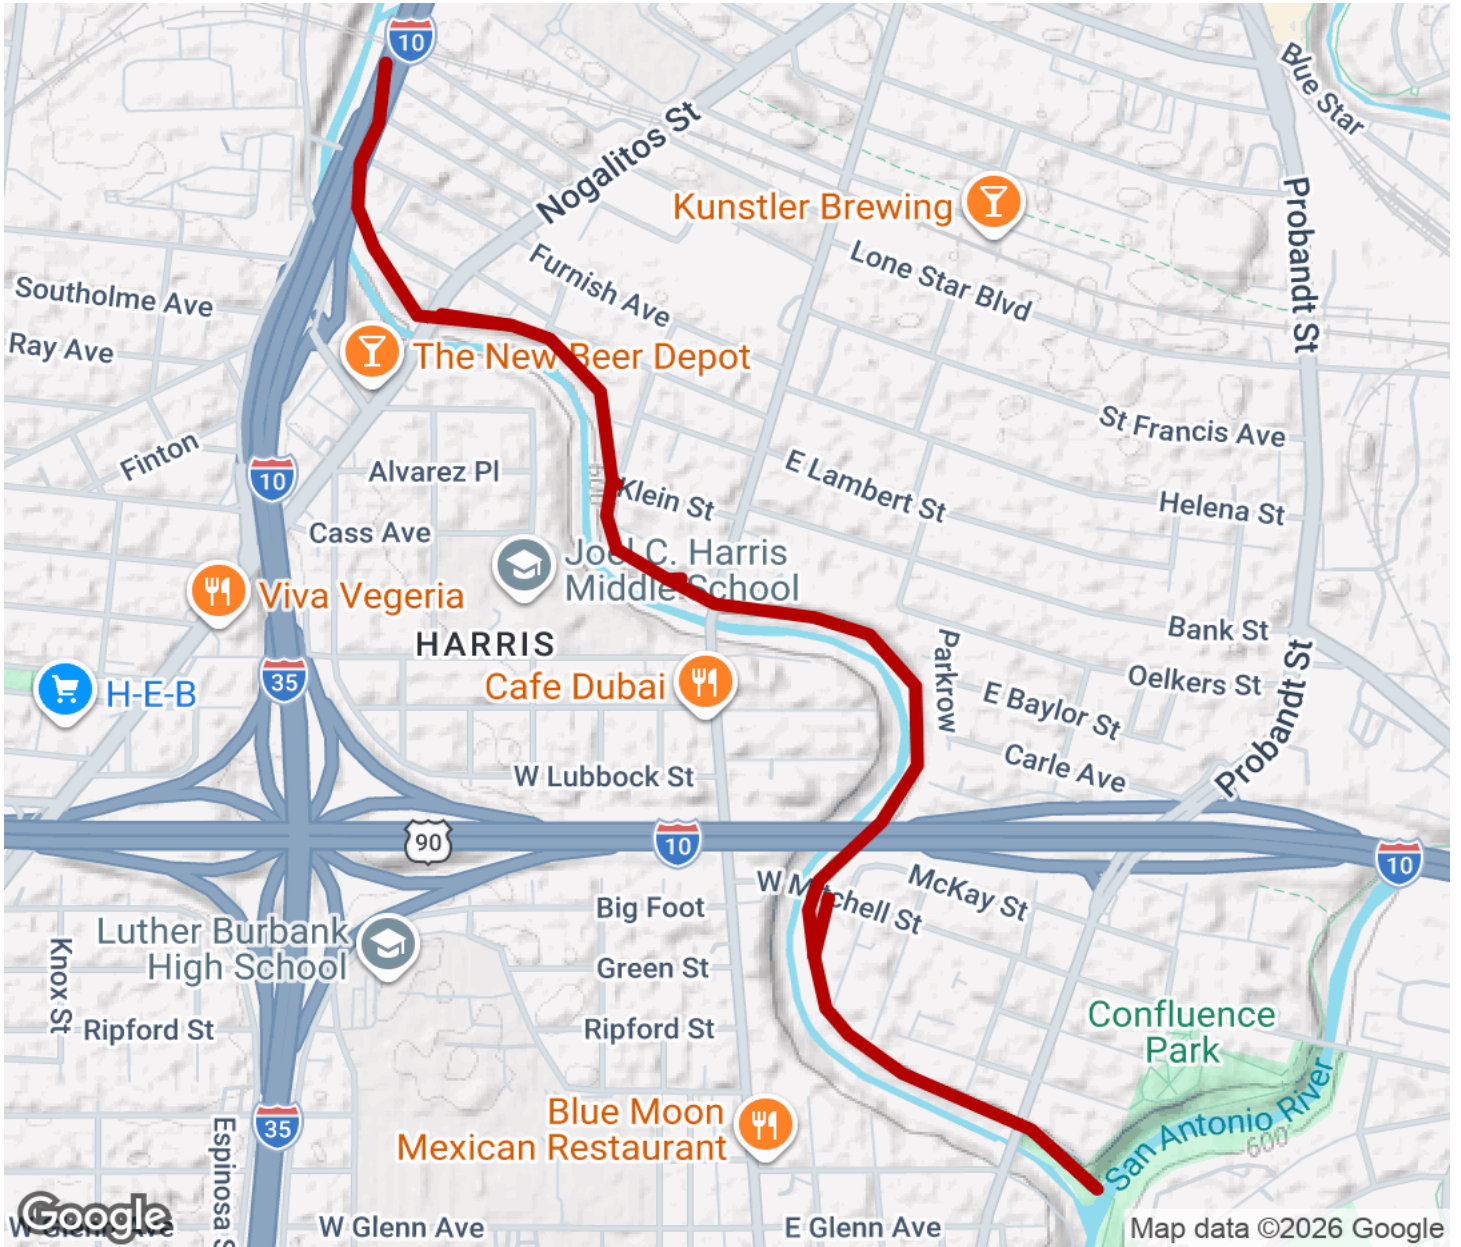 10
Blue Star
Nogalitos St
Probandt St
Kunstler Brewing
Furnish Ave
Lone Star Blvd
Southolme Ave
Ray Ave
The New Beer Depot
St Francis Ave
Finton
Alvarez Pl
10
Klein St
E Lambert St
Helena St
Cass Ave
Joel C. Harris
Middle School
Viva Vegeria
HARRIS
Bank St
Parkrow
Probandt St
H-E-B
35
Cafe Dubai
E Baylor St
Oelkers St
Carle Ave
W Lubbock St
90
10
10
W Mitchell St
McKay St
Big Foot
Luther Burbank
High School
Green St
Knox St
Ripford St
Ripford St
Confluence
Park
35
Blue Moon
Mexican Restaurant
San Antonio River
600'
Espinosa S
Google
W Glenn Ave
W Glenn Ave
E Glenn Ave
Map data ©2026 Google